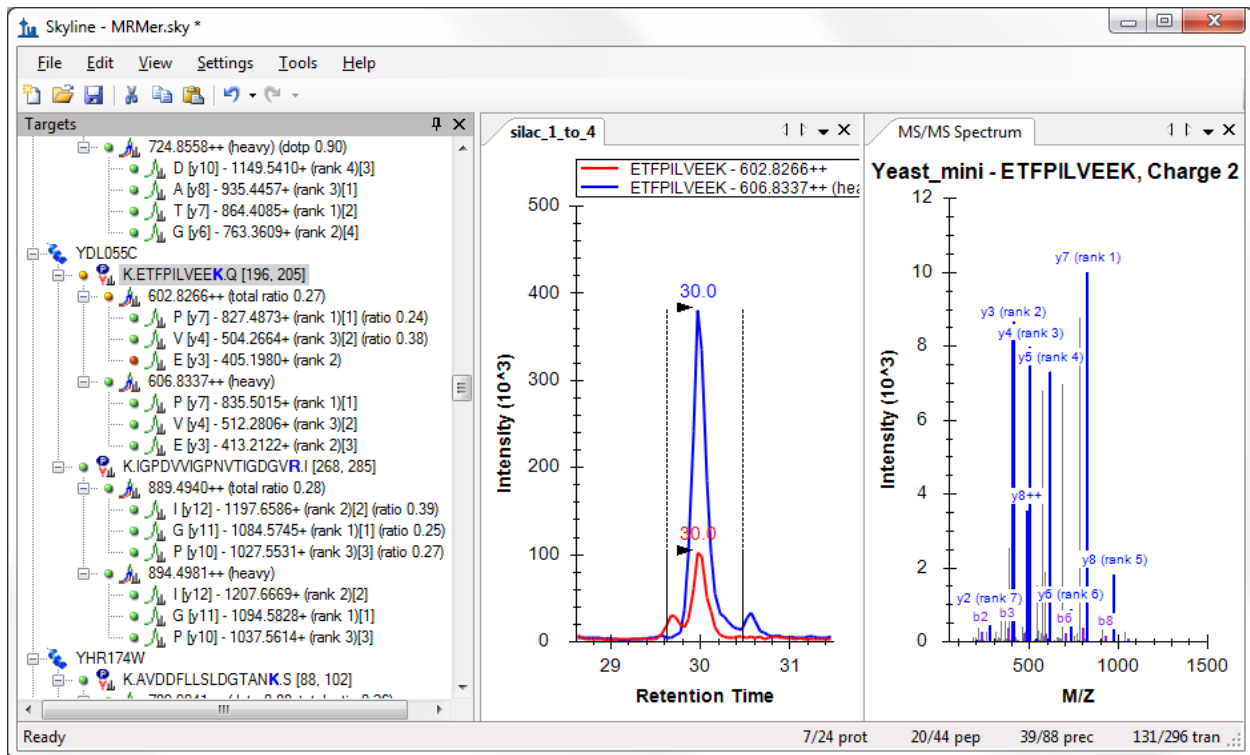 Skyline - MRMer.sky *
File Edit View Settings Tools Help
Targets
724.8558++ (heavy) (dotp 0.90)
D [y10] - 1149.5410+ (rank 4)[3]
A [y8] - 935.4457+ (rank 3)[1]
T [y7] - 864.4085+ (rank 1)[2]
G [y6] - 763.3609+ (rank 2)[4]
YDL055C
K.ETFPILVEEK.Q [196, 205]
602.8266++ (total ratio 0.27)
P [y7] - 827.4873+ (rank 1)[1] (ratio 0.24)
V [y4] - 504.2664+ (rank 3)[2] (ratio 0.38)
E [y3] - 405.1980+ (rank 2)
606.8337++ (heavy)
P [y7] - 835.5015+ (rank 1)[1]
V [y4] - 512.2806+ (rank 3)[2]
E [y3] - 413.2122+ (rank 2)[3]
K.IGPDVVIGPNVTIGDGVR.I [268, 285]
889.4940++ (total ratio 0.28)
I [y12] - 1197.6586+ (rank 2)[2] (ratio 0.39)
G [y11] - 1084.5745+ (rank 1)[1] (ratio 0.25)
P [y10] - 1027.5531+ (rank 3)[3] (ratio 0.27)
894.4981++ (heavy)
I [y12] - 1207.6669+ (rank 2)[2]
G [y11] - 1094.5828+ (rank 1)[1]
P [y10] - 1037.5614+ (rank 3)[3]
YHR174W
K.AVDDFLLSLDGTANK.S [88, 102]
silac_1_to_4
ETFPILVEEK - 602.8266++
ETFPILVEEK - 606.8337++ (hea
500
400
300
200
100
0
Intensity (10^3)
30.0
30.0
29 30 31
Retention Time
MS/MS Spectrum
Yeast_mini - ETFPILVEEK, Charge 2
12
10
8
6
4
2
0
Intensity (10^3)
y7 (rank 1)
y3 (rank 2)
y4 (rank 3)
y5 (rank 4)
y8++
y8 (rank 5)
y2 (rank 7)
y6 (rank 6)
b2
b3
b6
b8
500 1000 1500
M/Z
Ready
7/24 prot 20/44 pep 39/88 prec 131/296 tran